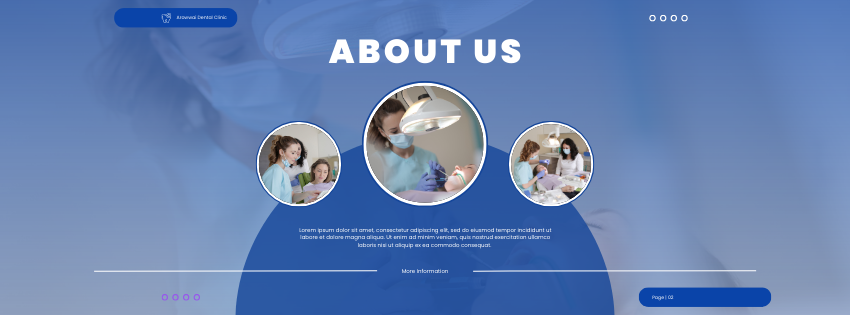 Arowwai Dental Clinic
ABOUT US
Lorem ipsum dolor sit amet, consectetur adipiscing elit, sed do eiusmod tempor incididunt ut
labore et dolore magna aliqua. Ut enim ad minim veniam, quis nostrud exercitation ullamco
laboris nisi ut aliquip ex ea commodo consequat.
More Information
Page | 02